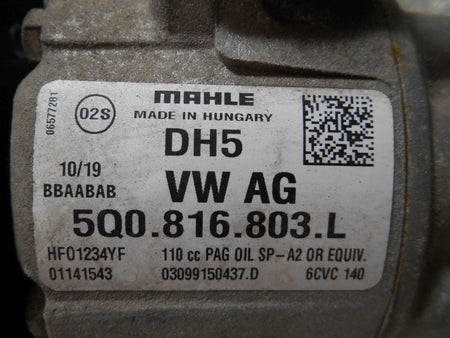 06577281
02S
MAHLE
MADE IN HUNGARY
DH5
10/19
BBAABAB
VW AG
5Q0.816.803.L
HFO1234YF 110 cc PAG OIL SP-A2 OR EQUIV.
01141543 03099150437.D 6CVC 140